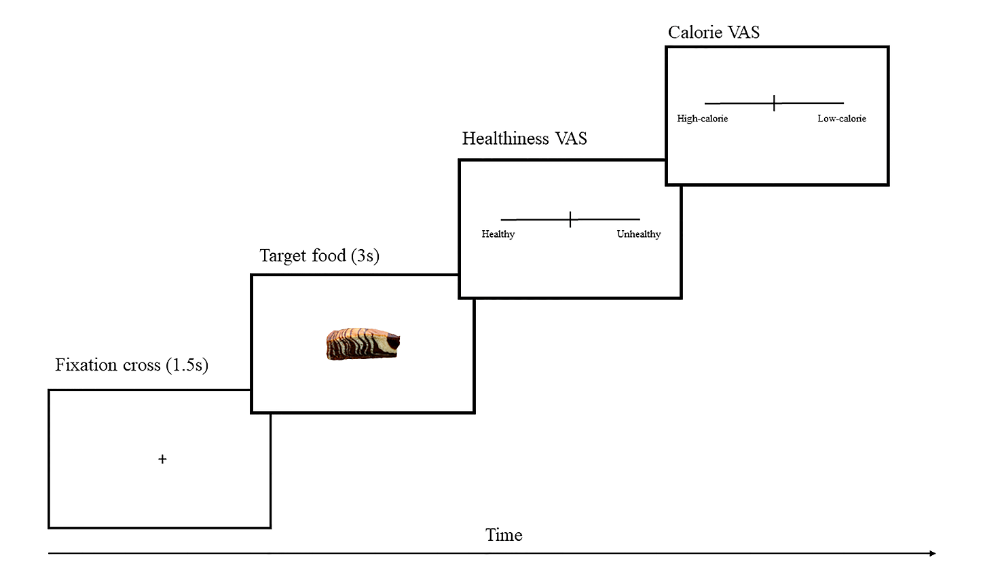 Calorie VAS
High-calorie
Low-calorie
Healthiness VAS
Healthy
Unhealthy
Target food (3s)
Fixation cross (1.5s)
+
Time